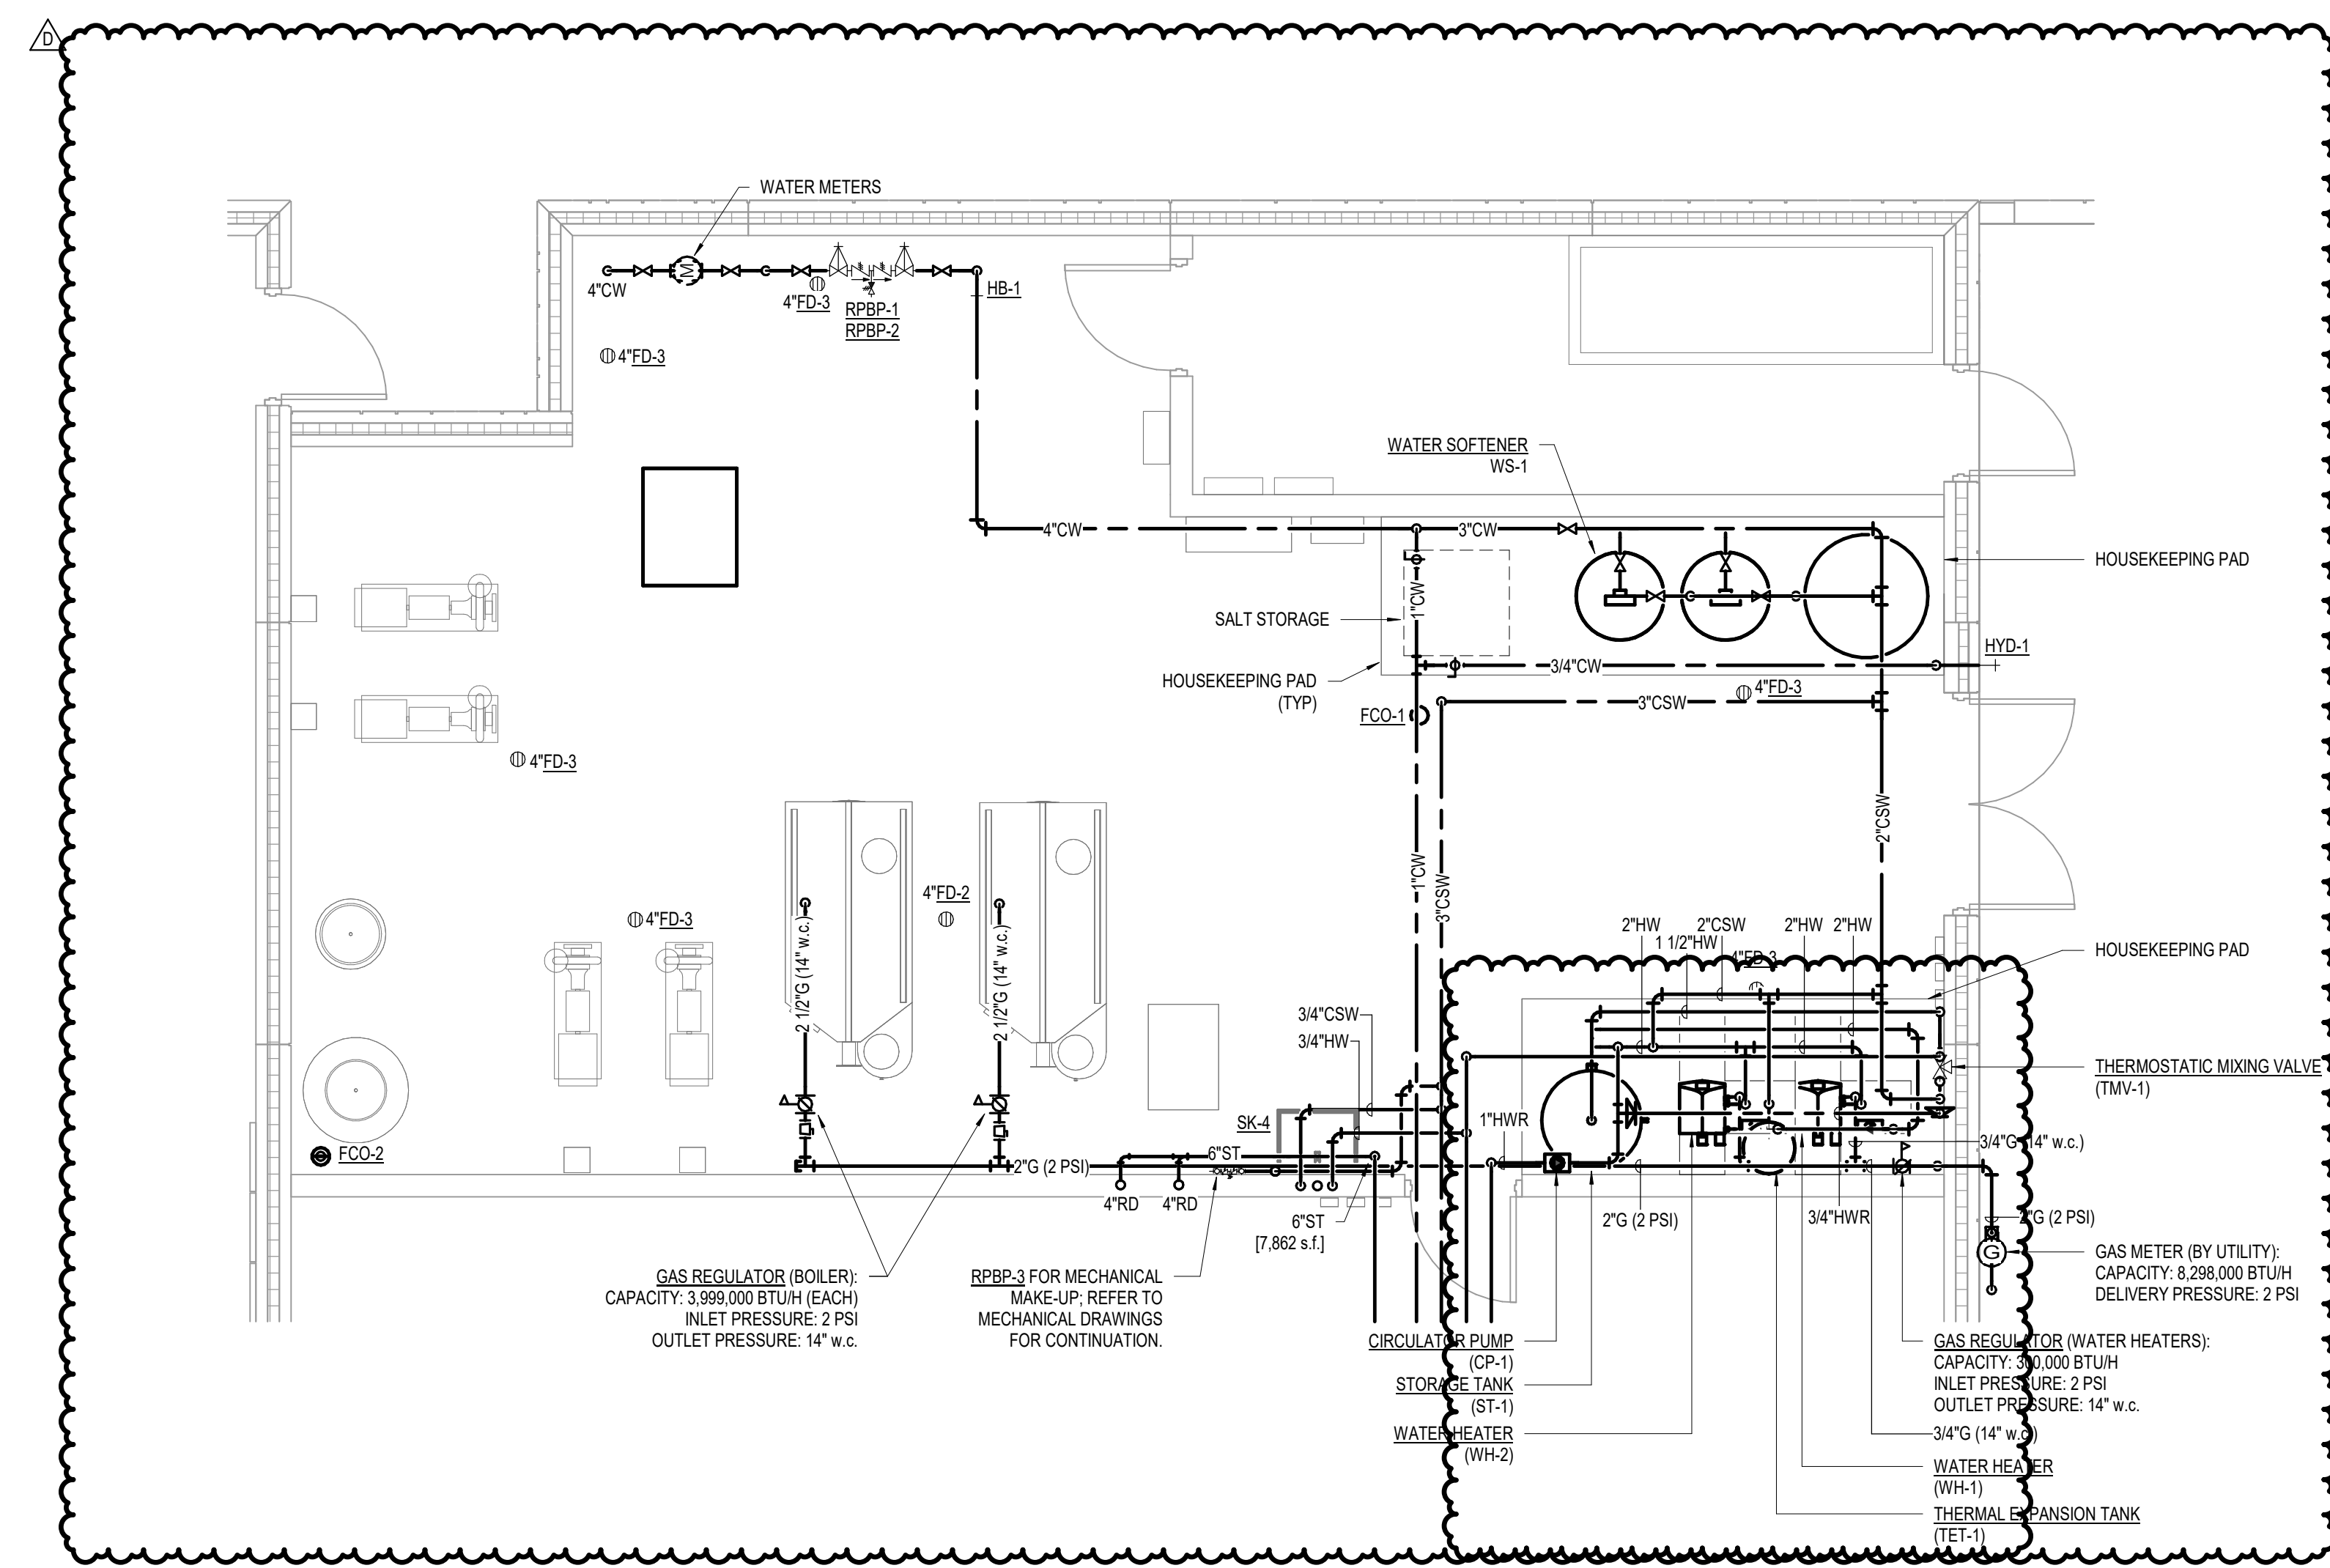 D
WATER METERS
M
4"CW
4"FD-3
RPBP-1
RPBP-2
HB-1
4"FD-3
WATER SOFTENER
WS-1
4"CW
3"CW
HOUSEKEEPING PAD
1"CW
SALT STORAGE
HYD-1
3/4"CW
HOUSEKEEPING PAD
(TYP)
4"FD-3
3"CSW
FCO-1
4"FD-3
2"CSW
1"CW
3"CSW
4"FD-2
4"FD-3
2 1/2"G (14" w.c.)
2 1/2"G (14" w.c.)
2"HW
2"CSW
2"HW
2"HW
1 1/2"HW
4"FD-3
HOUSEKEEPING PAD
3/4"CSW
3/4"HW
THERMOSTATIC MIXING VALVE
(TMV-1)
SK-4
1"HWR
3/4"G (14" w.c.)
FCO-2
6"ST
2"G (2 PSI)
4"RD
4"RD
6"ST
[7,862 s.f.]
2"G (2 PSI)
3/4"HWR
2"G (2 PSI)
G
GAS METER (BY UTILITY):
CAPACITY: 8,298,000 BTU/H
DELIVERY PRESSURE: 2 PSI
GAS REGULATOR (BOILER):
CAPACITY: 3,999,000 BTU/H (EACH)
INLET PRESSURE: 2 PSI
OUTLET PRESSURE: 14" w.c.
RPBP-3 FOR MECHANICAL
MAKE-UP; REFER TO
MECHANICAL DRAWINGS
FOR CONTINUATION.
CIRCULATOR PUMP
(CP-1)
STORAGE TANK
(ST-1)
WATER HEATER
(WH-2)
GAS REGULATOR (WATER HEATERS):
CAPACITY: 300,000 BTU/H
INLET PRESSURE: 2 PSI
OUTLET PRESSURE: 14" w.c.
3/4"G (14" w.c.)
WATER HEATER
(WH-1)
THERMAL EXPANSION TANK
(TET-1)